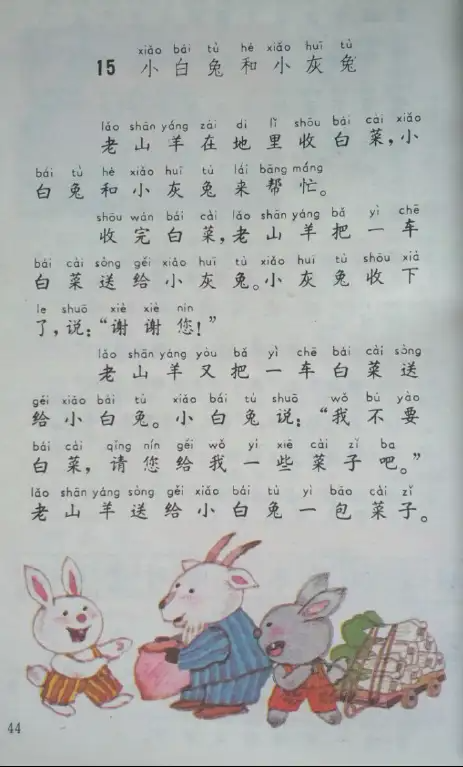 xiǎo bái tù hé xiǎo huī tù
15 小白兔和小灰兔
lǎo shān yáng zài dì lǐ shōu bái cài xiǎo
老山羊在地里收白菜，小
bái tù hé xiǎo huī tù lái bāng máng
白兔和小灰兔来帮忙。
shōu wán bái cài lǎo shān yáng bǎ yì chē
收完白菜，老山羊把一车
bái cài sòng gěi xiǎo huī tù xiǎo huī tù shōu xià
白菜送给小灰兔。小灰兔收下
le shuō xiè xiè nín
了，说：“谢谢您！”
lǎo shān yáng yòu bǎ yì chē bái cài sòng
老山羊又把一车白菜送
gěi xiǎo bái tù xiǎo bái tù shuō wǒ bú yào
给小白兔。小白兔说：“我不要
bái cài qǐng nín gěi wǒ yì xiē cài zǐ ba
白菜，请您给我一些菜子吧。”
lǎo shān yáng sòng gěi xiǎo bái tù yì bāo cài zǐ
老山羊送给小白兔一包菜子。
44